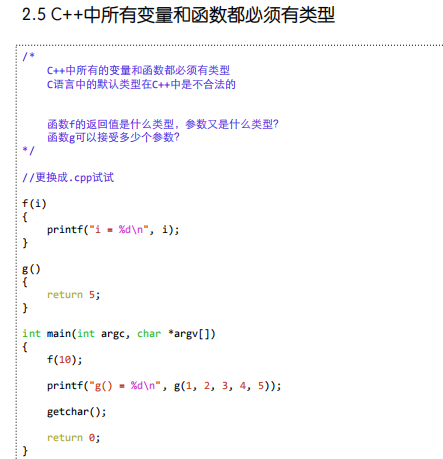 2.5 C++中所有变量和函数都必须有类型
/*
C++中所有的变量和函数都必须有类型
C语言中的默认类型在C++中是不合法的
函数f的返回值是什么类型，参数又是什么类型？
函数g可以接受多少个参数？
*/
//更换成.cpp试试
f(i)
{
printf("i = %d\n", i);
}
g()
{
return 5;
}
int main(int argc, char *argv[])
{
f(10);
printf("g() = %d\n", g(1, 2, 3, 4, 5));
getchar();
return 0;
}